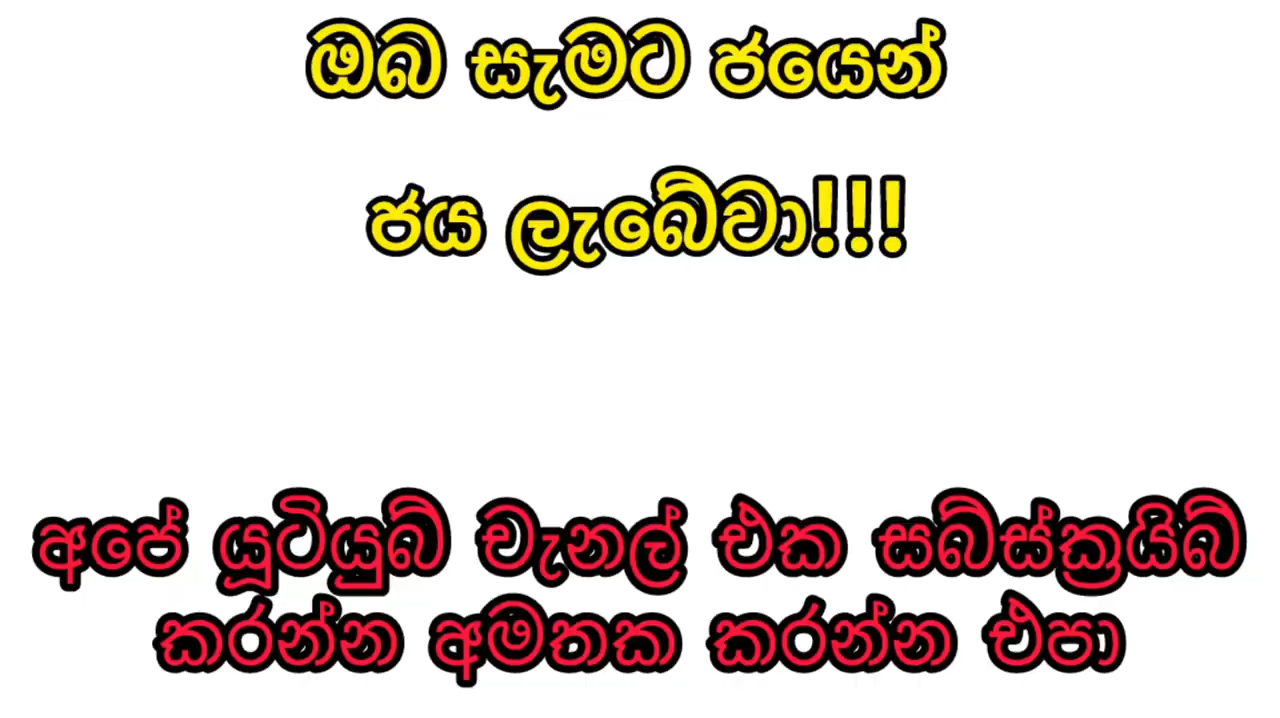 ඔබ සැමට ජයෙන්
ජය ලැබේවා!!!
අපේ යූටියුබ් චැනල් එක සබ්ස්ක්‍රයිබ්
කරන්න අමතක කරන්න එපා